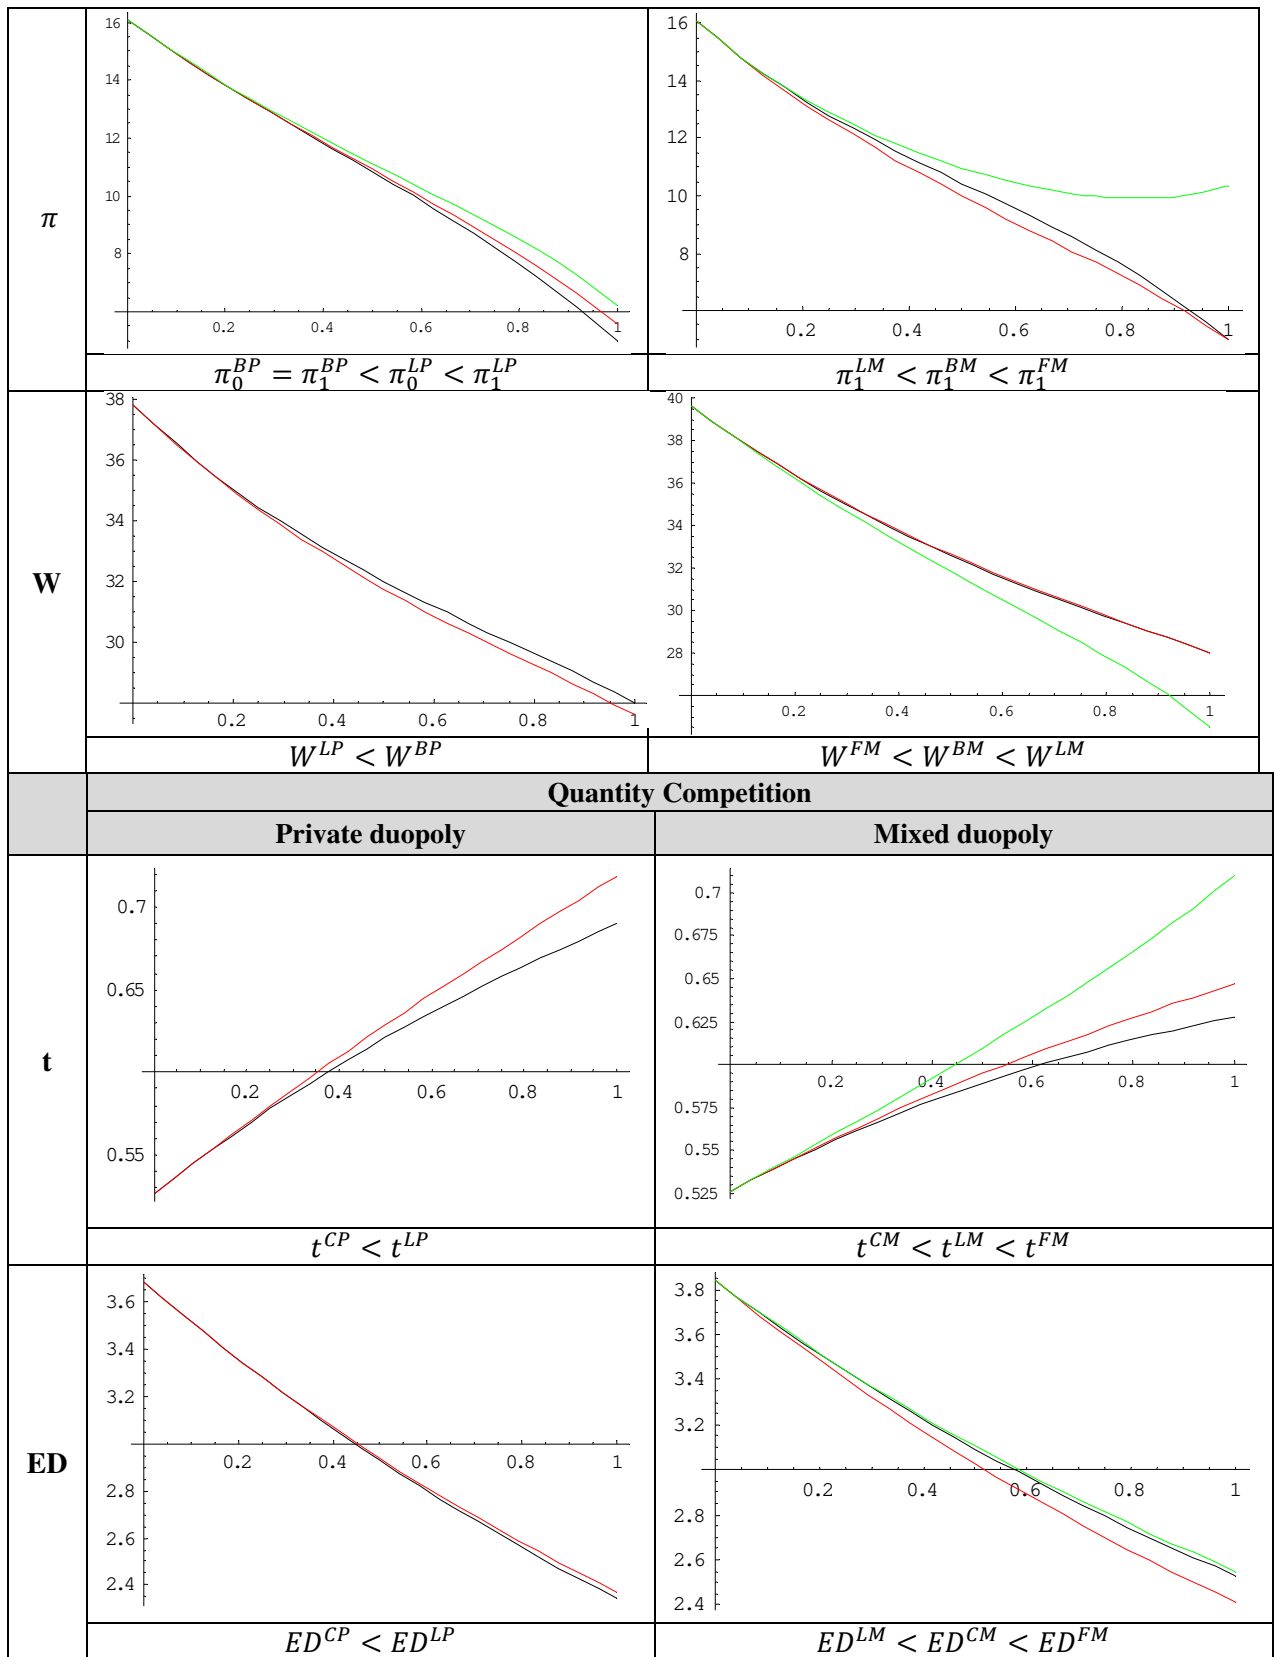 π
16
14
12
10
8
0.2 0.4 0.6 0.8 1
16
14
12
10
8
0.2 0.4 0.6 0.8 1
π₀^BP = π₁^BP < π₀^LP < π₁^LP
π₁^LM < π₁^BM < π₁^FM
W
38
36
34
32
30
0.2 0.4 0.6 0.8 1
40
38
36
34
32
30
28
0.2 0.4 0.6 0.8 1
W^LP < W^BP
W^FM < W^BM < W^LM
Quantity Competition
Private duopoly
Mixed duopoly
t
0.7
0.65
0.55
0.2 0.4 0.6 0.8 1
0.7
0.675
0.65
0.625
0.575
0.55
0.525
0.2 0.4 0.6 0.8 1
t^CP < t^LP
t^CM < t^LM < t^FM
ED
3.6
3.4
3.2
2.8
2.6
2.4
0.2 0.4 0.6 0.8 1
3.8
3.6
3.4
3.2
2.8
2.6
2.4
0.2 0.4 0.6 0.8 1
ED^CP < ED^LP
ED^LM < ED^CM < ED^FM